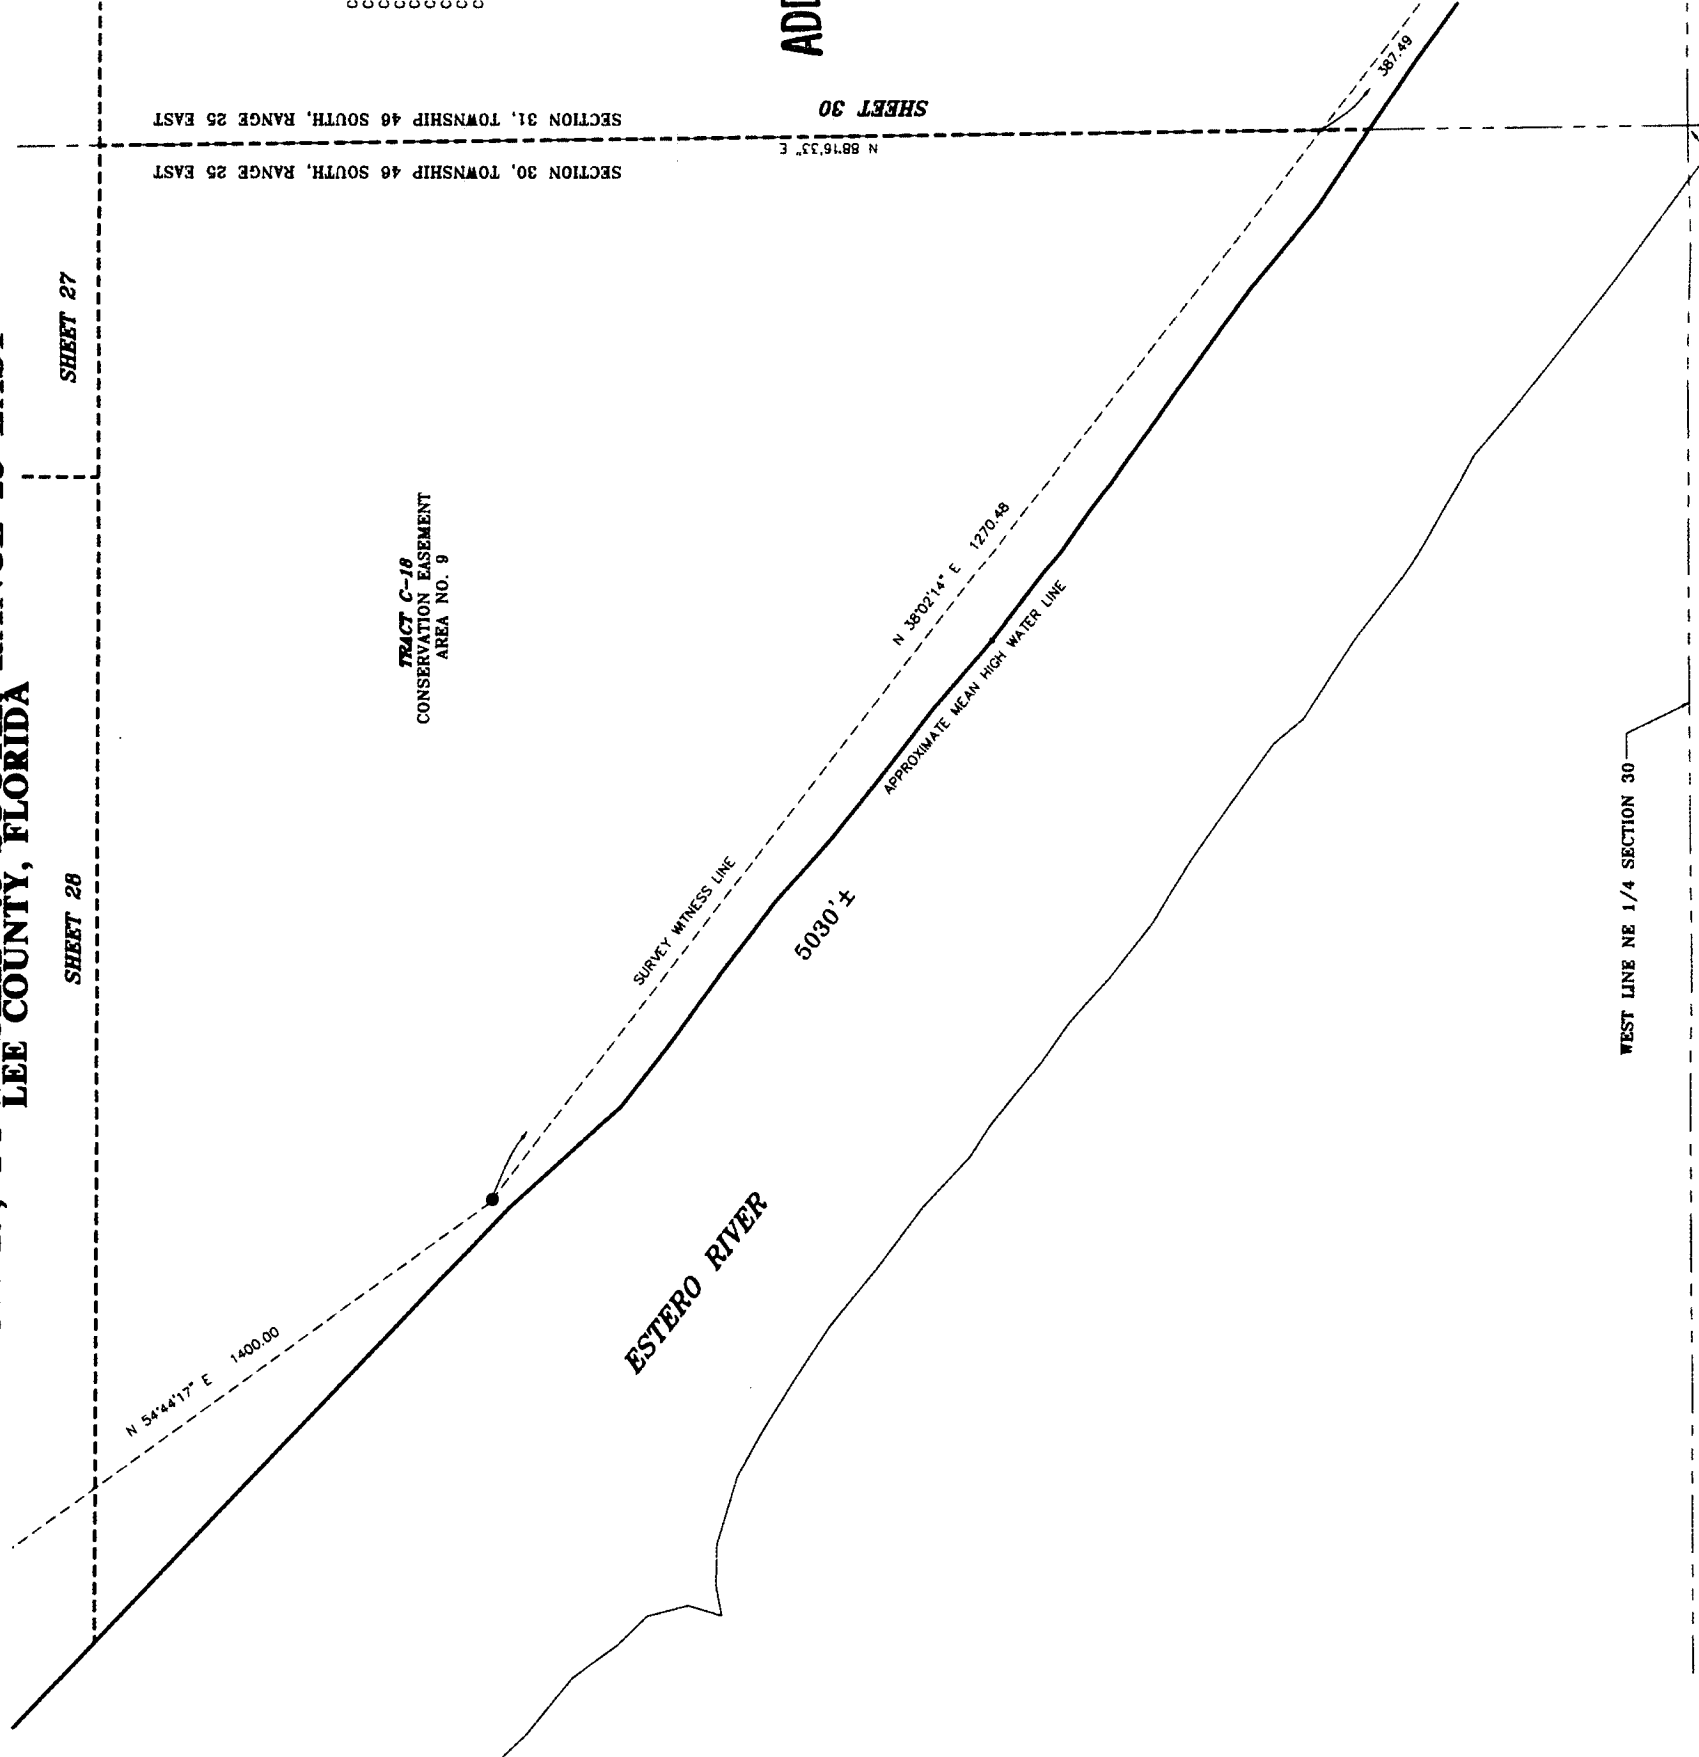 LEE COUNTY, FLORIDA
SHEET 27
SHEET 28
SECTION 31, TOWNSHIP 46 SOUTH, RANGE 25 EAST
SECTION 30, TOWNSHIP 46 SOUTH, RANGE 25 EAST
SHEET 30
N 88°16'33" E
387.49
TRACT C-18
CONSERVATION EASEMENT
AREA NO. 9
N 38°02'14" E 1270.48
APPROXIMATE MEAN HIGH WATER LINE
SURVEY WITNESS LINE
5030'±
ESTERO RIVER
N 54°44'17" E 1400.00
WEST LINE NE 1/4 SECTION 30